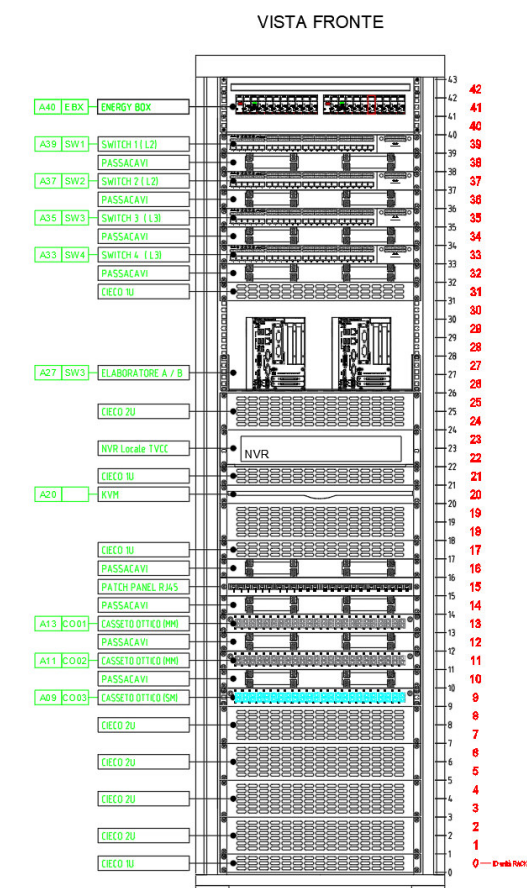 VISTA FRONTE
43
42
42
A40 EBX ENERGY BOX
41
41
40
40
A39 SW1 SWITCH 1 ( L2)
39
39
PASSACAVI
38
38
A37 SW2 SWITCH 2 ( L2)
37
37
PASSACAVI
36
36
A35 SW3 SWITCH 3 ( L3)
35
35
PASSACAVI
34
34
A33 SW4 SWITCH 4 ( L3)
33
33
PASSACAVI
32
32
CIECO 1U
31
31
30
30
29
29
28
28
A27 SW3 ELABORATORE A / B
27
27
26
26
25
CIECO 2U
25
24
24
23
NVR Locale TVCC
NVR
23
22
22
CIECO 1U
21
21
A20 KVM
20
20
19
19
18
18
CIECO 1U
17
17
PASSACAVI
16
16
PATCH PANEL RJ45
15
15
PASSACAVI
14
14
A13 CO01 CASSETO OTTICO (MM)
13
13
PASSACAVI
12
12
A11 CO02 CASSETO OTTICO (MM)
11
11
PASSACAVI
10
10
A09 CO03 CASSETO OTTICO (SM)
9
9
8
CIECO 2U
8
7
7
6
CIECO 2U
6
5
5
4
CIECO 2U
4
3
3
2
CIECO 2U
2
1
1
CIECO 1U
0
0